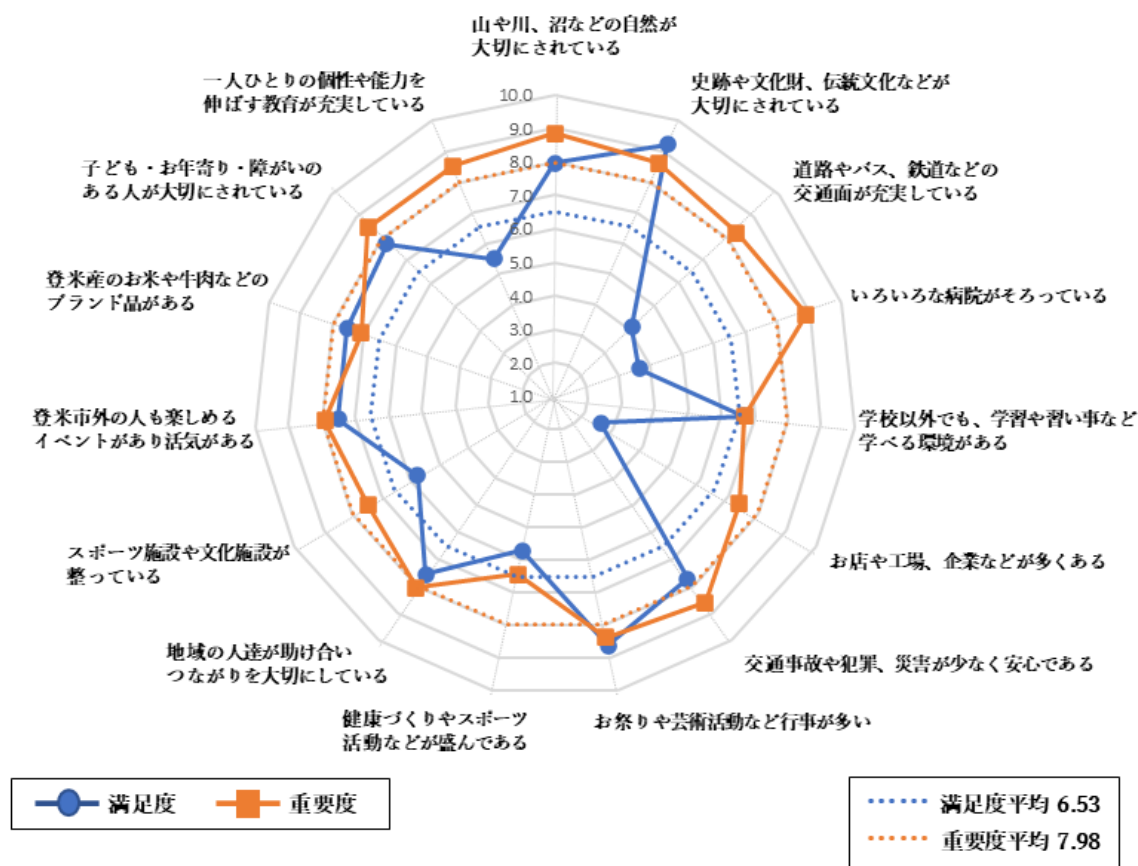 山や川、沼などの自然が
大切にされている
史跡や文化財、伝統文化などが
大切にされている
道路やバス、鉄道などの
交通面が充実している
いろいろな病院がそろっている
学校以外でも、学習や習い事など
学べる環境がある
お店や工場、企業などが多くある
交通事故や犯罪、災害が少なく安心である
お祭りや芸術活動など行事が多い
健康づくりやスポーツ
活動などが盛んである
地域の人達が助け合い
つながりを大切にしている
スポーツ施設や文化施設が
整っている
登米市外の人も楽しめる
イベントがあり活気がある
登米産のお米や牛肉などの
ブランド品がある
子ども・お年寄り・障がいの
ある人が大切にされている
一人ひとりの個性や能力を
伸ばす教育が充実している
10.0
9.0
8.0
7.0
6.0
5.0
4.0
3.0
2.0
1.0
満足度 重要度
満足度平均 6.53
重要度平均 7.98